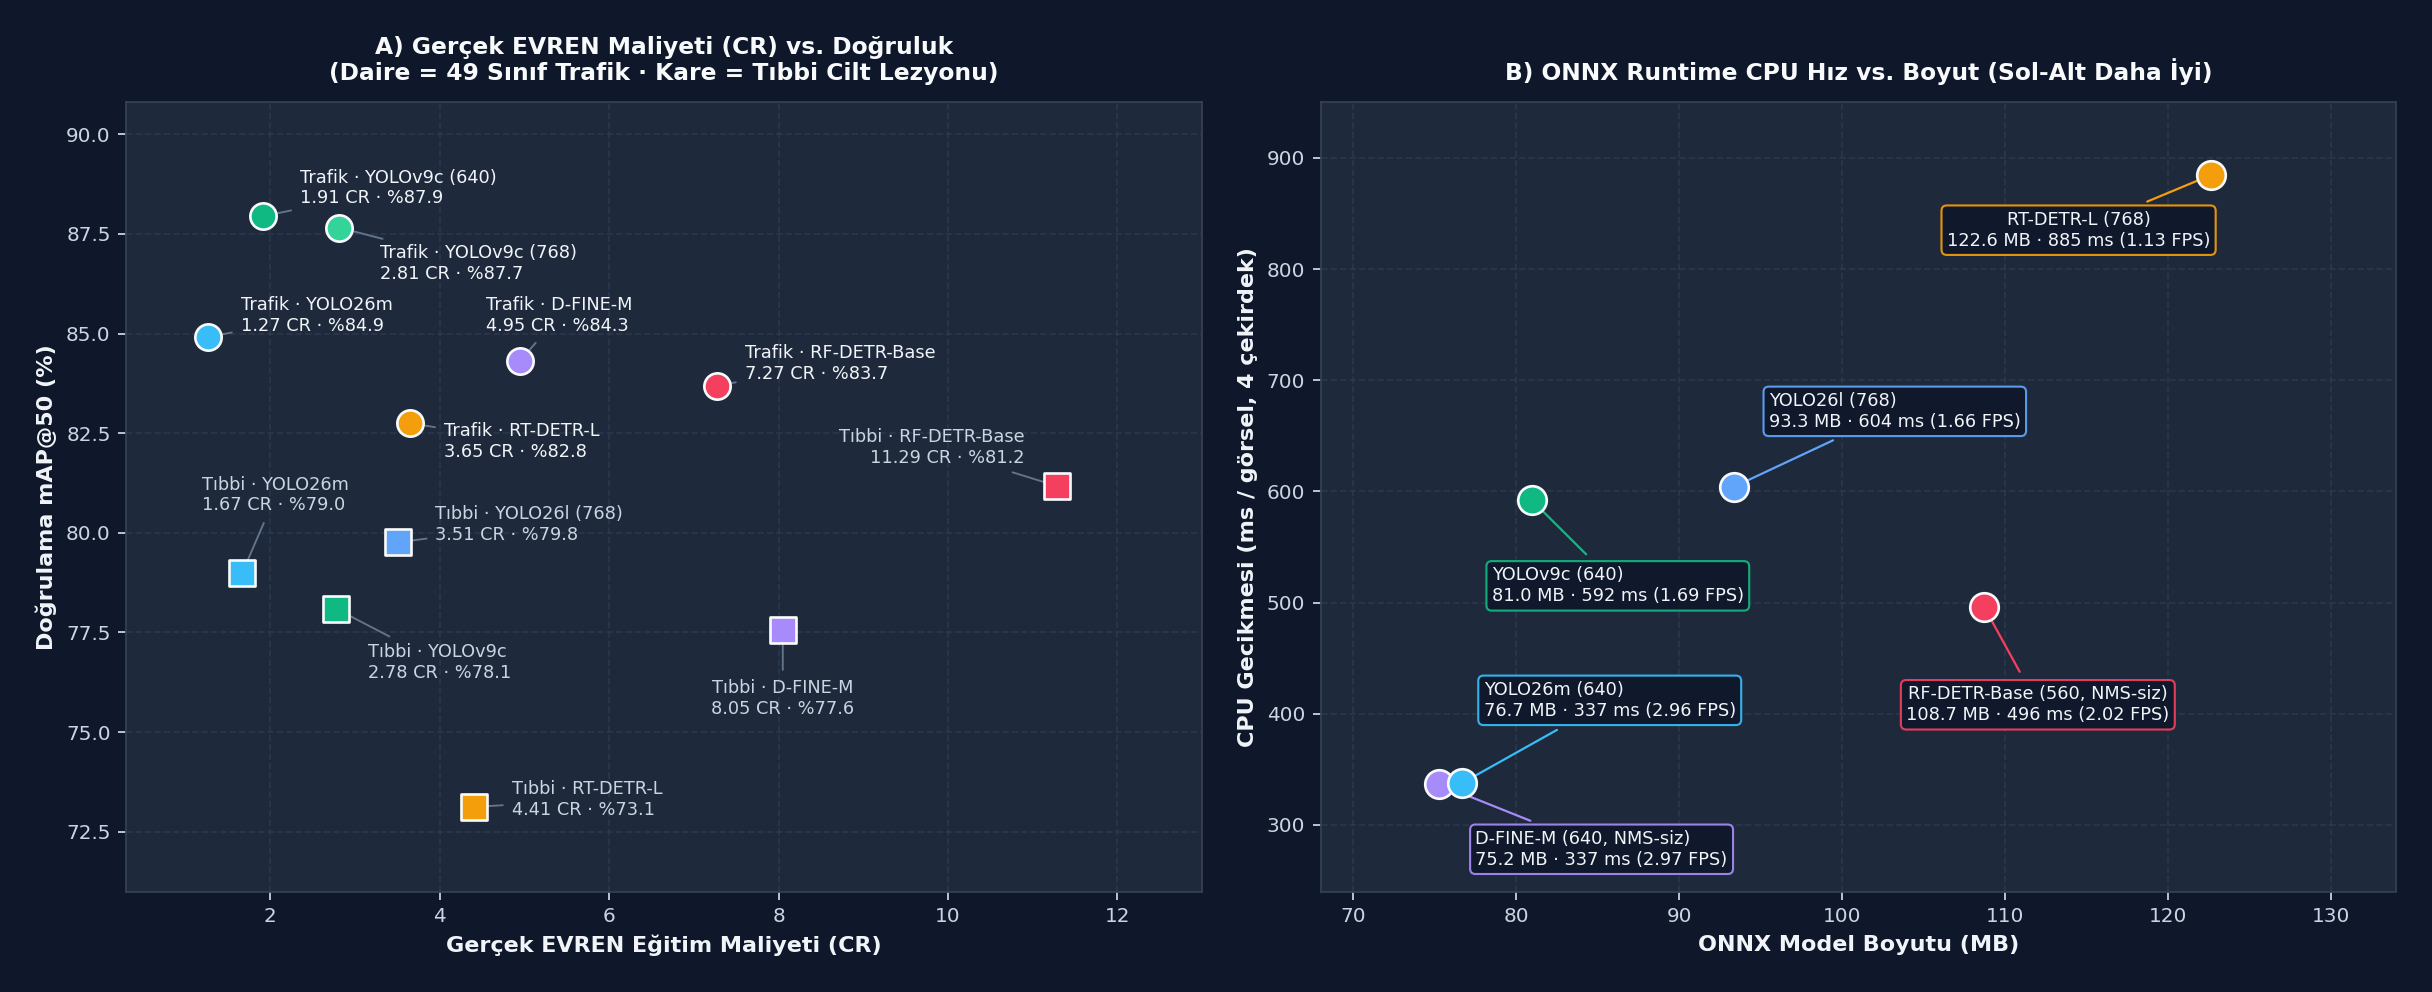 A) Gerçek EVREN Maliyeti (CR) vs. Doğruluk
(Daire = 49 Sınıf Trafik · Kare = Tıbbi Cilt Lezyonu)
Doğrulama mAP@50 (%)
90.0
87.5
85.0
82.5
80.0
77.5
75.0
72.5
Trafik · YOLOv9c (640)
1.91 CR · %87.9
Trafik · YOLOv9c (768)
2.81 CR · %87.7
Trafik · YOLO26m
1.27 CR · %84.9
Trafik · D-FINE-M
4.95 CR · %84.3
Trafik · RF-DETR-Base
7.27 CR · %83.7
Trafik · RT-DETR-L
3.65 CR · %82.8
Tıbbi · RF-DETR-Base
11.29 CR · %81.2
Tıbbi · YOLO26m
1.67 CR · %79.0
Tıbbi · YOLO26l (768)
3.51 CR · %79.8
Tıbbi · YOLOv9c
2.78 CR · %78.1
Tıbbi · D-FINE-M
8.05 CR · %77.6
Tıbbi · RT-DETR-L
4.41 CR · %73.1
2 4 6 8 10 12
Gerçek EVREN Eğitim Maliyeti (CR)
B) ONNX Runtime CPU Hız vs. Boyut (Sol-Alt Daha İyi)
CPU Gecikmesi (ms / görsel, 4 çekirdek)
900
800
700
600
500
400
300
RT-DETR-L (768)
122.6 MB · 885 ms (1.13 FPS)
YOLO26l (768)
93.3 MB · 604 ms (1.66 FPS)
YOLOv9c (640)
81.0 MB · 592 ms (1.69 FPS)
YOLO26m (640)
76.7 MB · 337 ms (2.96 FPS)
RF-DETR-Base (560, NMS-siz)
108.7 MB · 496 ms (2.02 FPS)
D-FINE-M (640, NMS-siz)
75.2 MB · 337 ms (2.97 FPS)
70 80 90 100 110 120 130
ONNX Model Boyutu (MB)